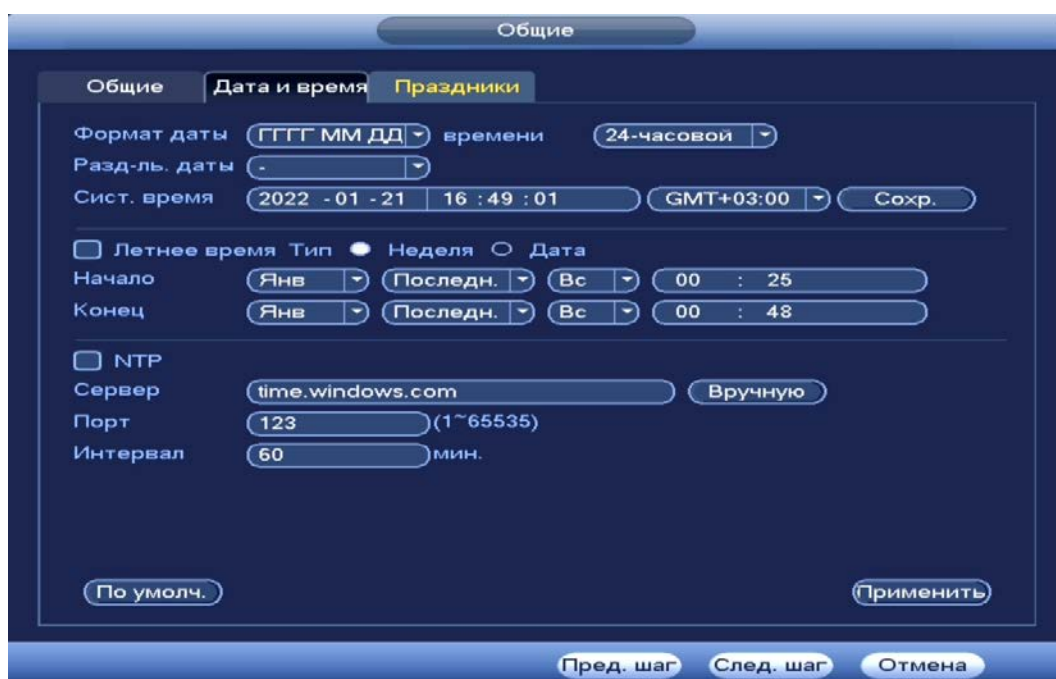 Общие
Общие Дата и время Праздники
Формат даты ГГГГ ММ ДД времени 24-часовой
Разд-ль. даты -
Сист. время 2022 - 01 - 21 16 : 49 : 01 GMT+03:00 Сохр.
Летнее время Тип Неделя Дата
Начало Янв Последн. Вс 00 : 25
Конец Янв Последн. Вс 00 : 48
NTP
Сервер time.windows.com Вручную
Порт 123 (1~65535)
Интервал 60 мин.
По умолч. Применить
Пред. шаг След. шаг Отмена